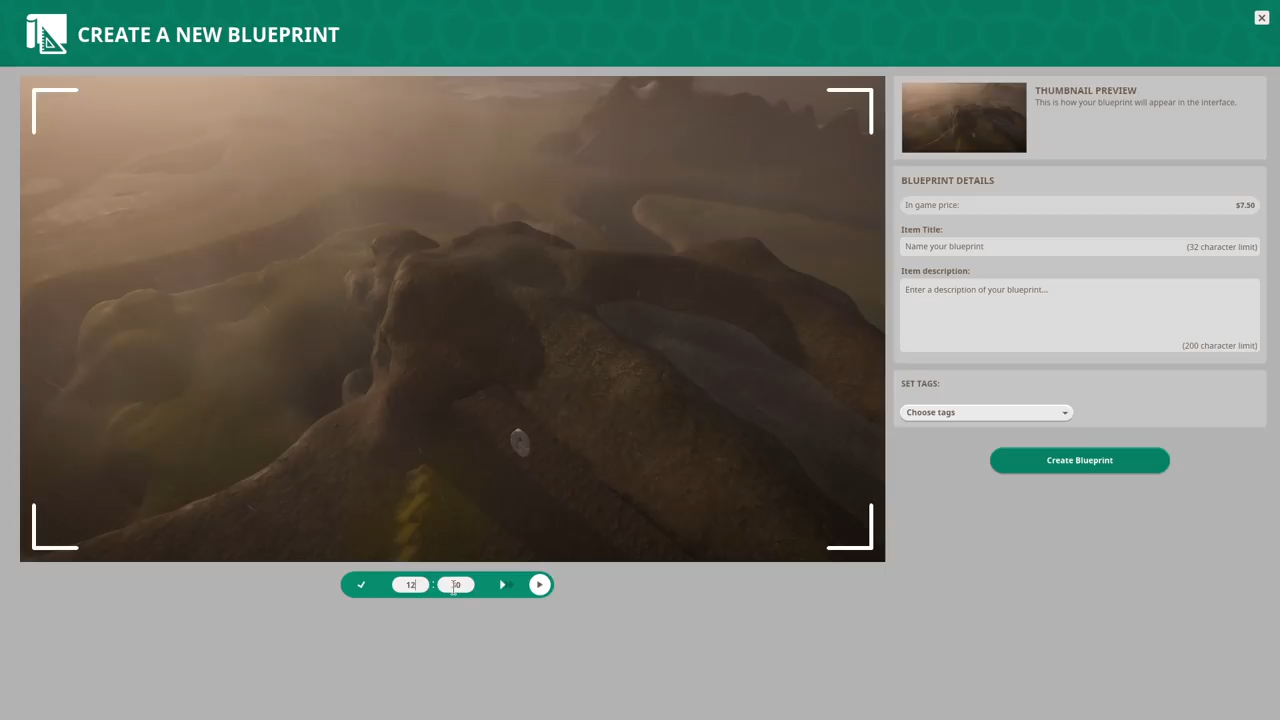 CREATE A NEW BLUEPRINT
THUMBNAIL PREVIEW
This is how your blueprint will appear in the interface.
BLUEPRINT DETAILS
In game price:
$7.50
Item Title:
Name your blueprint
(32 character limit)
Item description:
Enter a description of your blueprint...
(200 character limit)
SET TAGS:
Choose tags
Create Blueprint
12 :